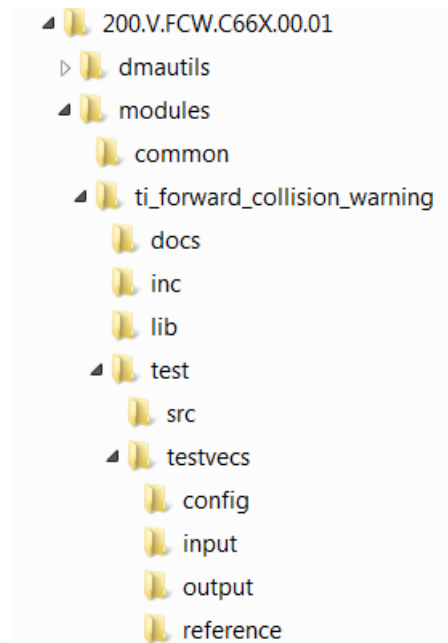 200.V.FCW.C66X.00.01
dmautils
modules
common
ti_forward_collision_warning
docs
inc
lib
test
src
testvecs
config
input
output
reference